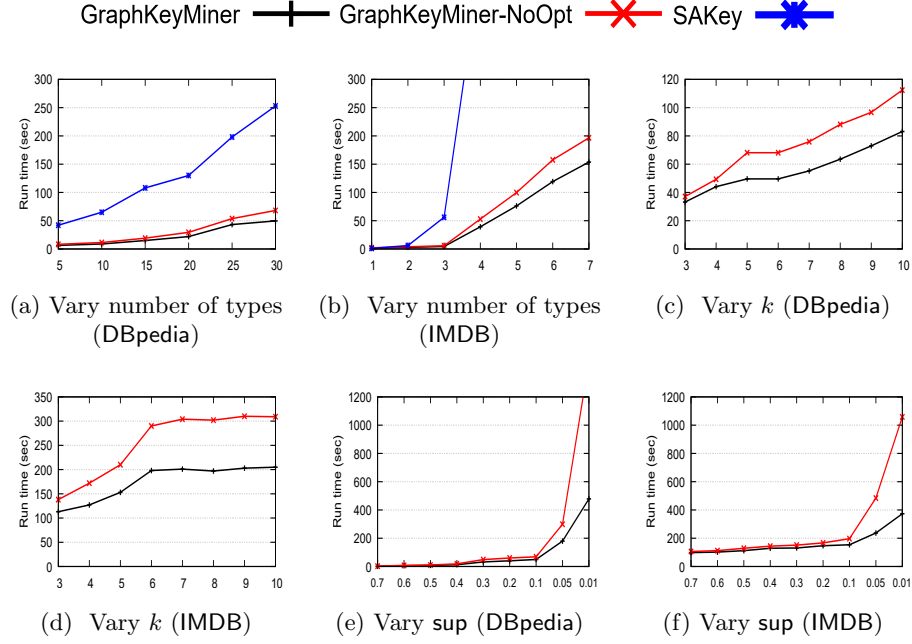 GraphKeyMiner GraphKeyMiner-NoOpt SAKey
300
250
200
150
100
50
0
Run time (sec)
5 10 15 20 25 30
(a) Vary number of types
(DBpedia)
300
250
200
150
100
50
0
Run time (sec)
1 2 3 4 5 6 7
(b) Vary number of types
(IMDB)
120
100
80
60
40
20
0
Run time (sec)
3 4 5 6 7 8 9 10
(c) Vary k (DBpedia)
350
300
250
200
150
100
50
0
Run time (sec)
3 4 5 6 7 8 9 10
(d) Vary k (IMDB)
1200
1000
800
600
400
200
0
Run time (sec)
0.7 0.6 0.5 0.4 0.3 0.2 0.1 0.05 0.01
(e) Vary sup (DBpedia)
1200
1000
800
600
400
200
0
Run time (sec)
0.7 0.6 0.5 0.4 0.3 0.2 0.1 0.05 0.01
(f) Vary sup (IMDB)